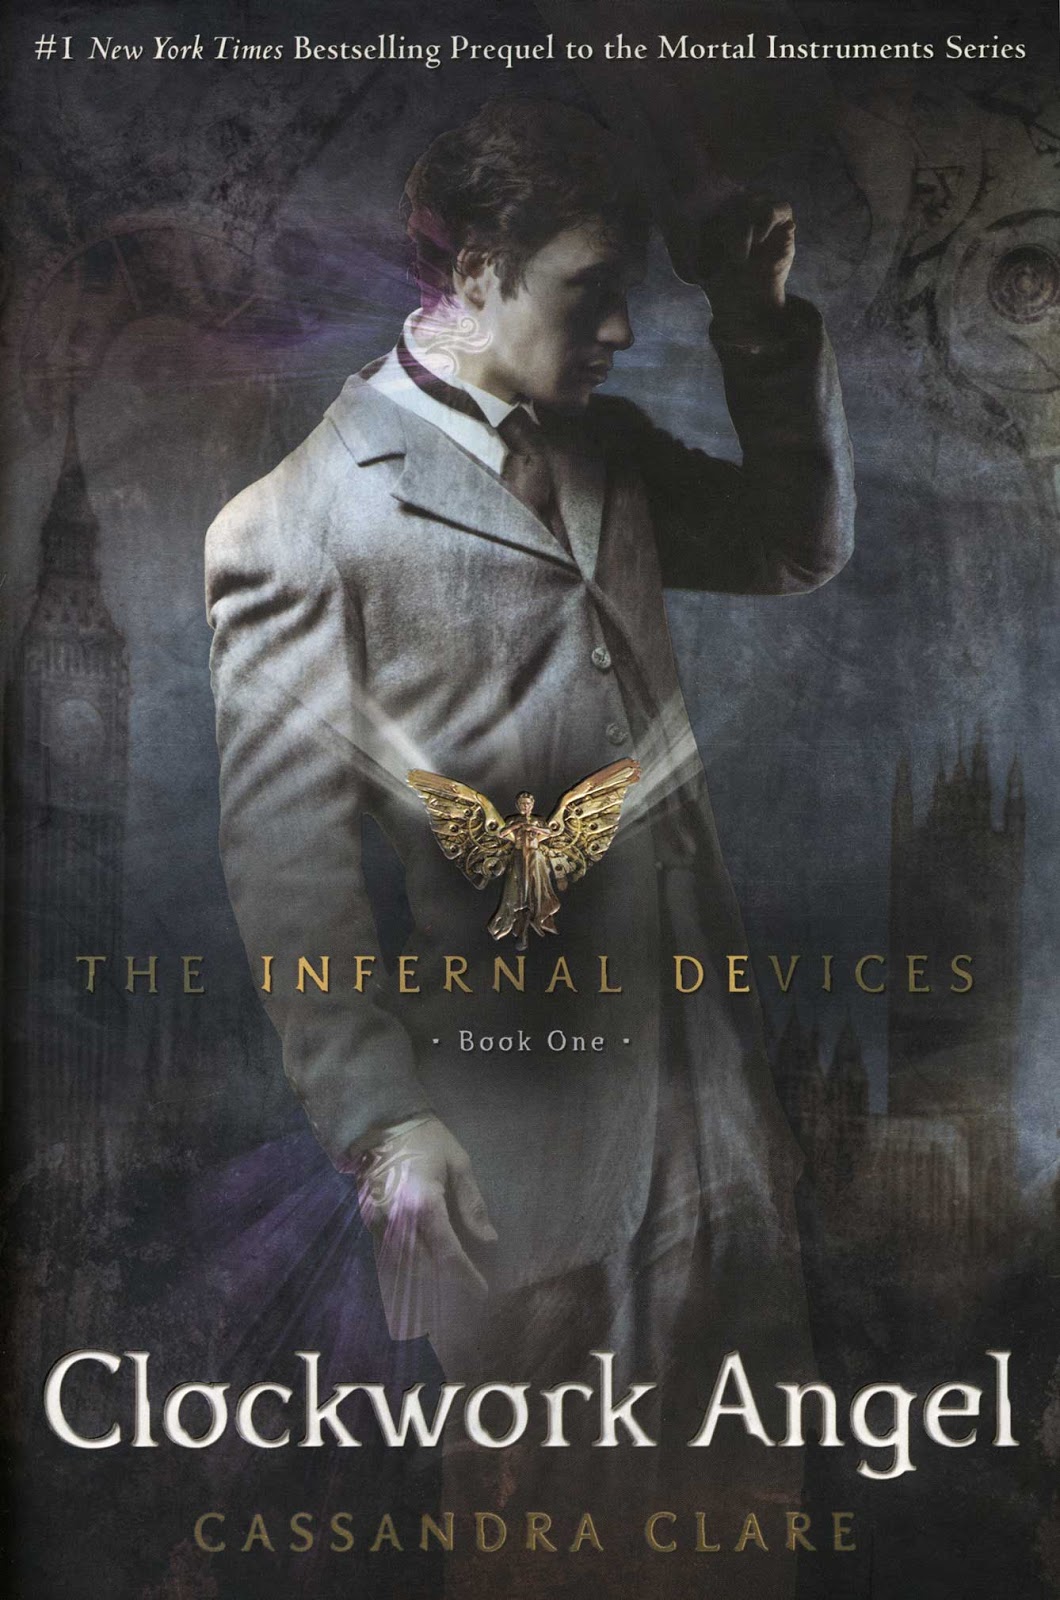 #1 New York Times Bestselling Prequel to the Mortal Instruments Series
THE INFERNAL DEVICES
· Book One ·
Clockwork Angel
CASSANDRA CLARE